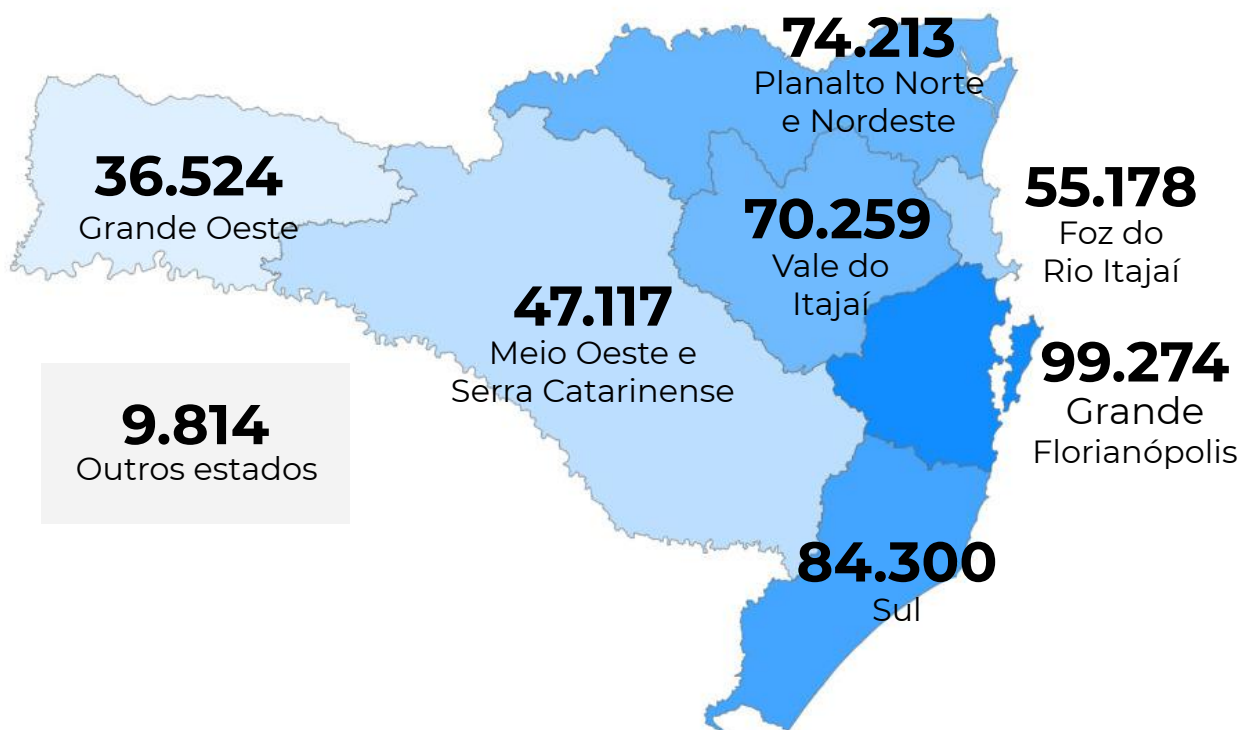 74.213
Planalto Norte
e Nordeste
36.524
Grande Oeste
55.178
Foz do
Rio Itajaí
70.259
Vale do
Itajaí
47.117
Meio Oeste e
Serra Catarinense
99.274
Grande
Florianópolis
9.814
Outros estados
84.300
Sul